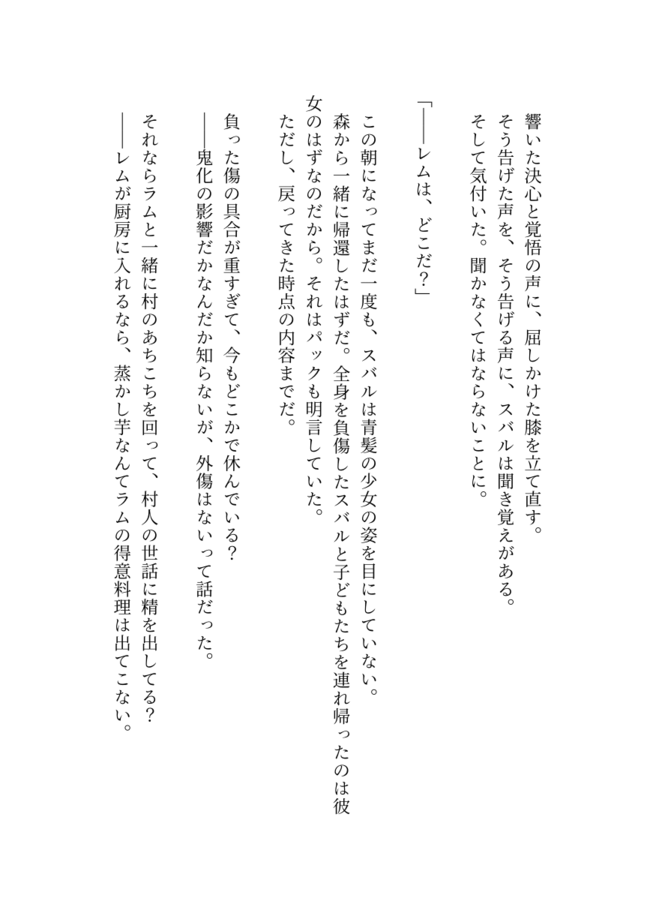 響いた決心と覚悟の声に、屈しかけた膝を立て直す。
そう告げた声を、そう告げる声に、スバルは聞き覚えがある。
そして気付いた。聞かなくてはならないことに。
「――レムは、どこだ?」
この朝になってまだ一度も、スバルは青髪の少女の姿を目にしていない。
森から一緒に帰還したはずだ。全身を負傷したスバルと子どもたちを連れ帰ったのは彼
女のはずなのだから。それはパックも明言していた。
ただし、戻ってきた時点の内容までだ。
負った傷の具合が重すぎて、今もどこかで休んでいる?
――鬼化の影響だかなんだか知らないが、外傷はないって話だった。
それならラムと一緒に村のあちこちを回って、村人の世話に精を出してる?
――レムが厨房に入れるなら、蒸かし芋なんてラムの得意料理は出てこない。